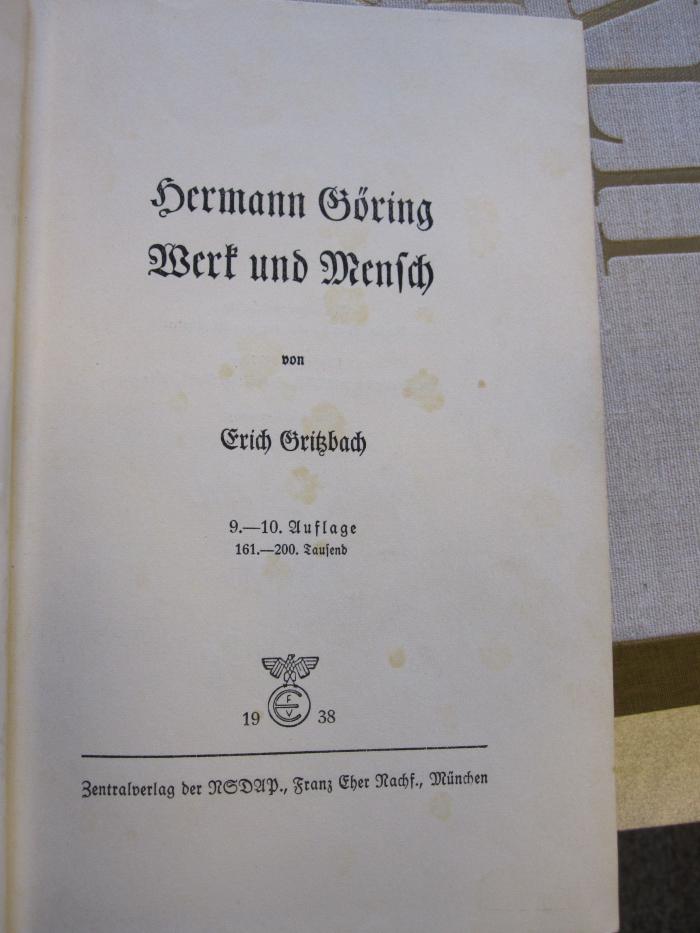 Hermann Göring
Werk und Mensch
von
Erich Gritzbach
9.—10. Auflage
161.—200. Tausend
F
V
19 38
Zentralverlag der NSDAP., Franz Eher Nachf., München